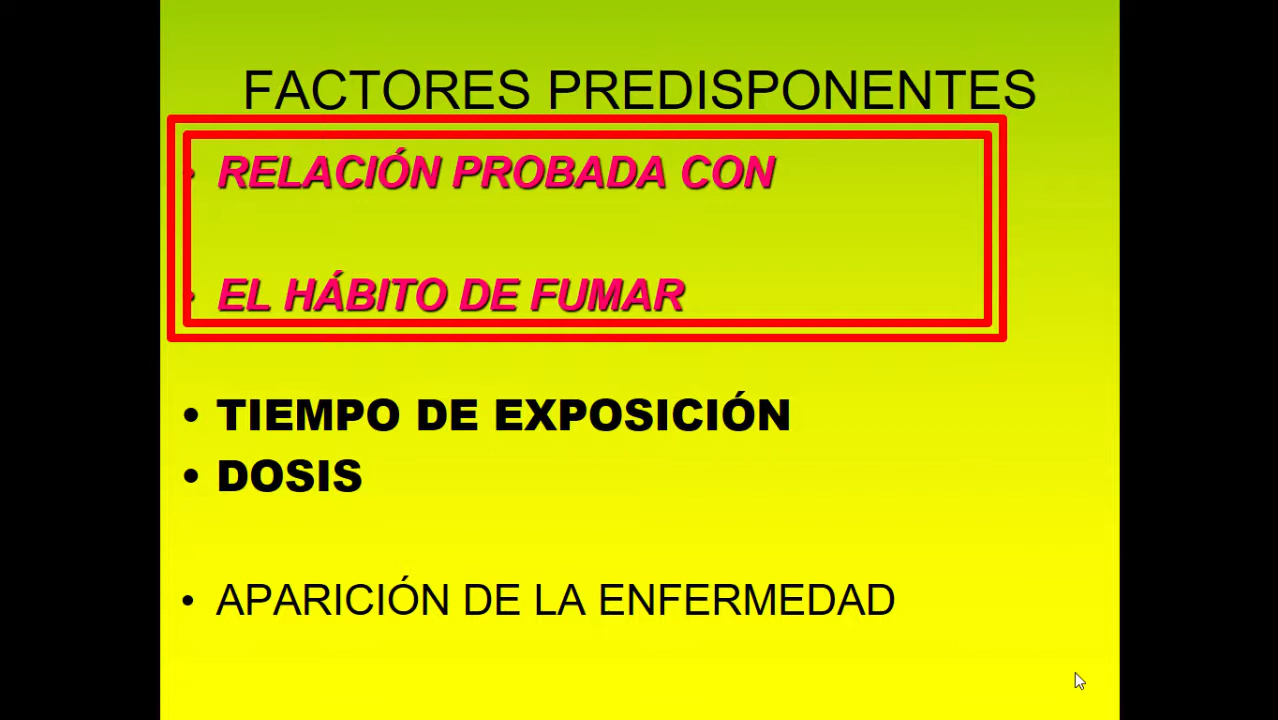 FACTORES PREDISPONENTES
• RELACIÓN PROBADA CON
• EL HÁBITO DE FUMAR
• TIEMPO DE EXPOSICIÓN
• DOSIS
• APARICIÓN DE LA ENFERMEDAD